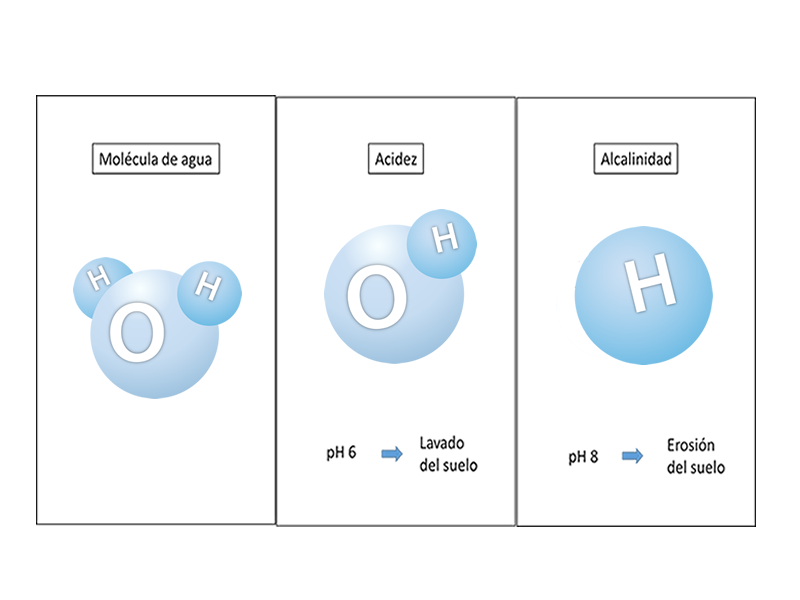 Molécula de agua
H
H
O
Acidez
H
O
pH 6
Lavado
del suelo
Alcalinidad
H
pH 8
Erosión
del suelo